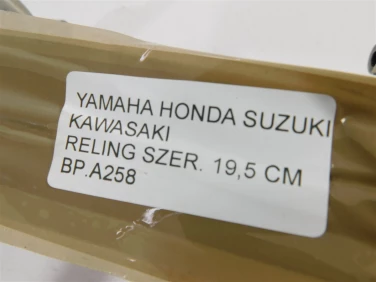 YAMAHA HONDA SUZUKI
KAWASAKI
RELING SZER. 19,5 CM
BP.A258